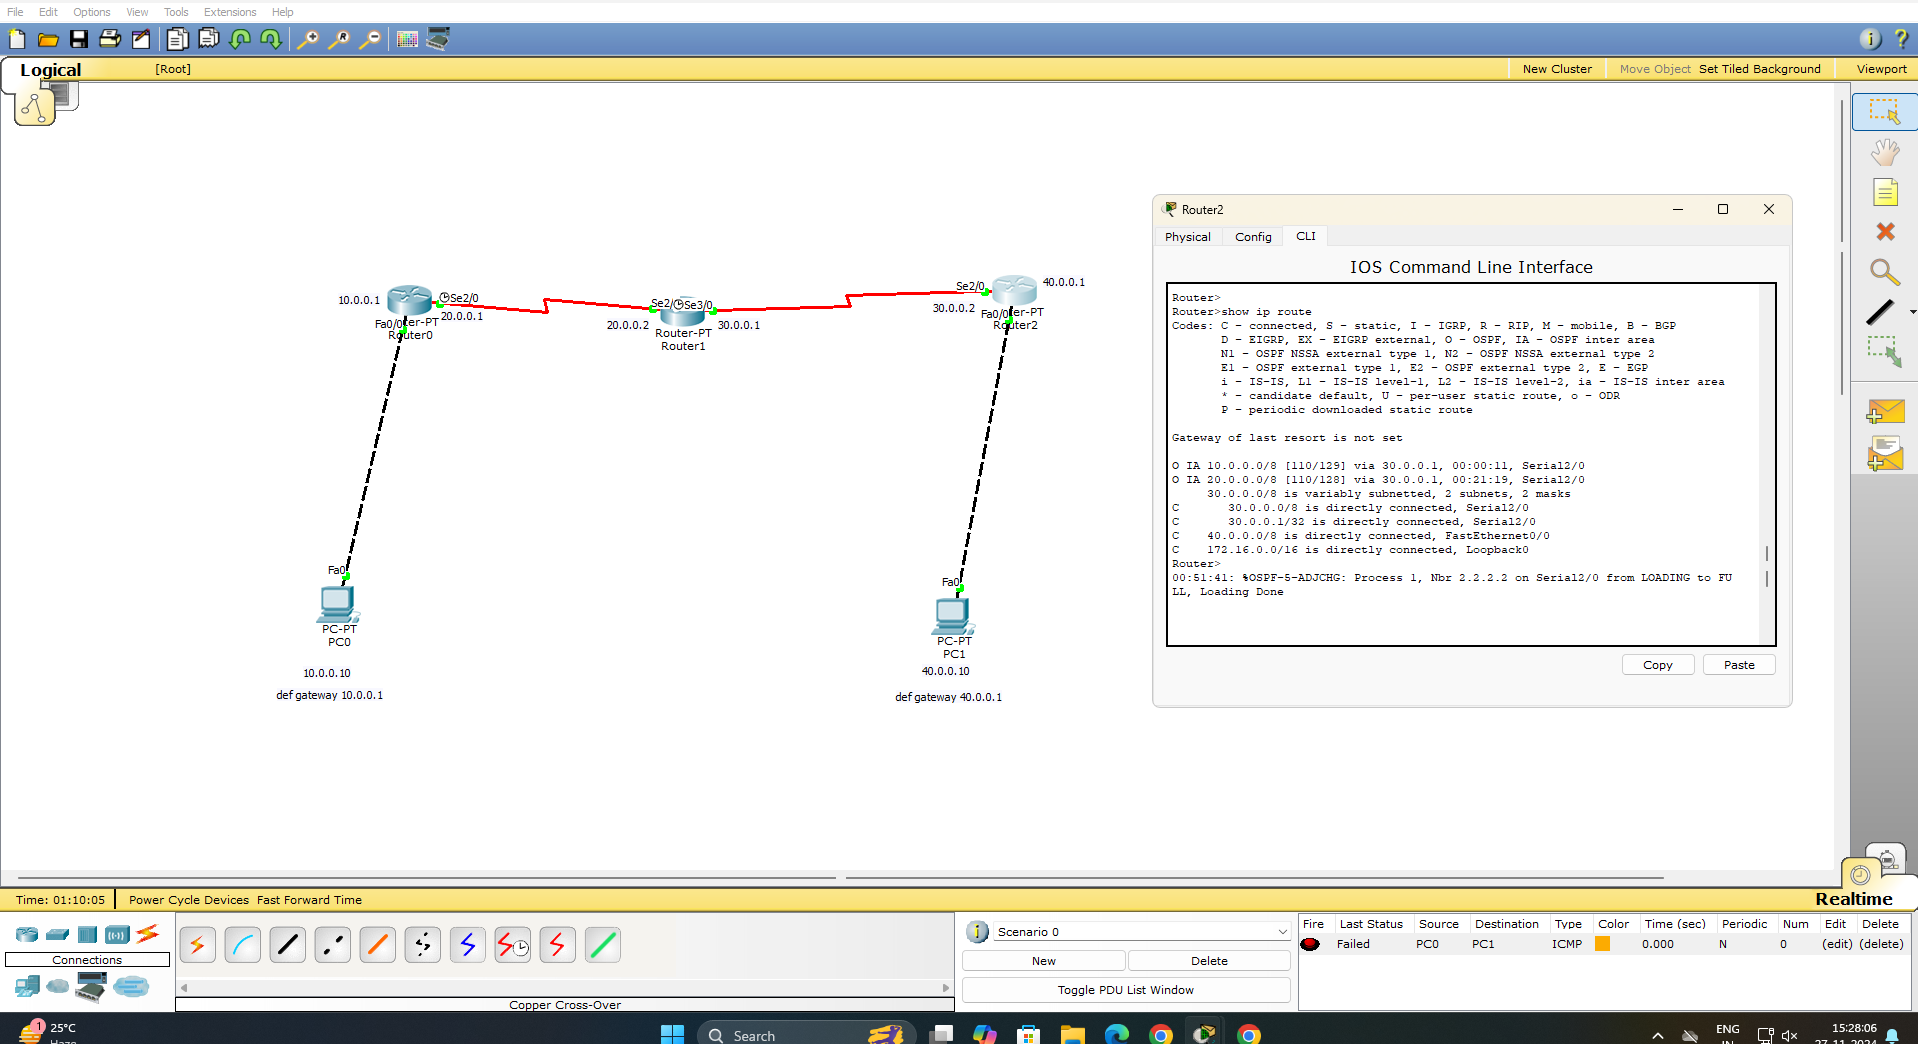 File Edit Options View Tools Extensions Help
Logical [Root] New Cluster Move Object Set Tiled Background Viewport
10.0.0.1
Se2/0
20.0.0.1
Fa0/0
ter-PT
Router0
Se2/
Se3/0
20.0.0.2
30.0.0.1
Router-PT
Router1
Se2/0
40.0.0.1
30.0.0.2
Fa0/0
er-PT
Router2
Fa0
PC-PT
PC0
10.0.0.10
def gateway 10.0.0.1
Fa0
PC-PT
PC1
40.0.0.10
def gateway 40.0.0.1
Router2
Physical Config CLI
IOS Command Line Interface
Router>
Router>show ip route
Codes: C - connected, S - static, I - IGRP, R - RIP, M - mobile, B - BGP
D - EIGRP, EX - EIGRP external, O - OSPF, IA - OSPF inter area
N1 - OSPF NSSA external type 1, N2 - OSPF NSSA external type 2
E1 - OSPF external type 1, E2 - OSPF external type 2, E - EGP
i - IS-IS, L1 - IS-IS level-1, L2 - IS-IS level-2, ia - IS-IS inter area
* - candidate default, U - per-user static route, o - ODR
P - periodic downloaded static route
Gateway of last resort is not set
O IA 10.0.0.0/8 [110/129] via 30.0.0.1, 00:00:11, Serial2/0
O IA 20.0.0.0/8 [110/128] via 30.0.0.1, 00:21:19, Serial2/0
30.0.0.0/8 is variably subnetted, 2 subnets, 2 masks
C 30.0.0.0/8 is directly connected, Serial2/0
C 30.0.0.1/32 is directly connected, Serial2/0
C 40.0.0.0/8 is directly connected, FastEthernet0/0
C 172.16.0.0/16 is directly connected, Loopback0
Router>
00:51:41: %OSPF-5-ADJCHG: Process 1, Nbr 2.2.2.2 on Serial2/0 from LOADING to FU
LL, Loading Done
Copy Paste
Time: 01:10:05 Power Cycle Devices Fast Forward Time
Realtime
Connections
Copper Cross-Over
Scenario 0
New Delete
Toggle PDU List Window
Fire Last Status Source Destination Type Color Time (sec) Periodic Num Edit Delete
Failed PC0 PC1 ICMP 0.000 N 0 (edit) (delete)
1
25°C
Haze
Search
ENG
IN
15:28:06
27-11-2024